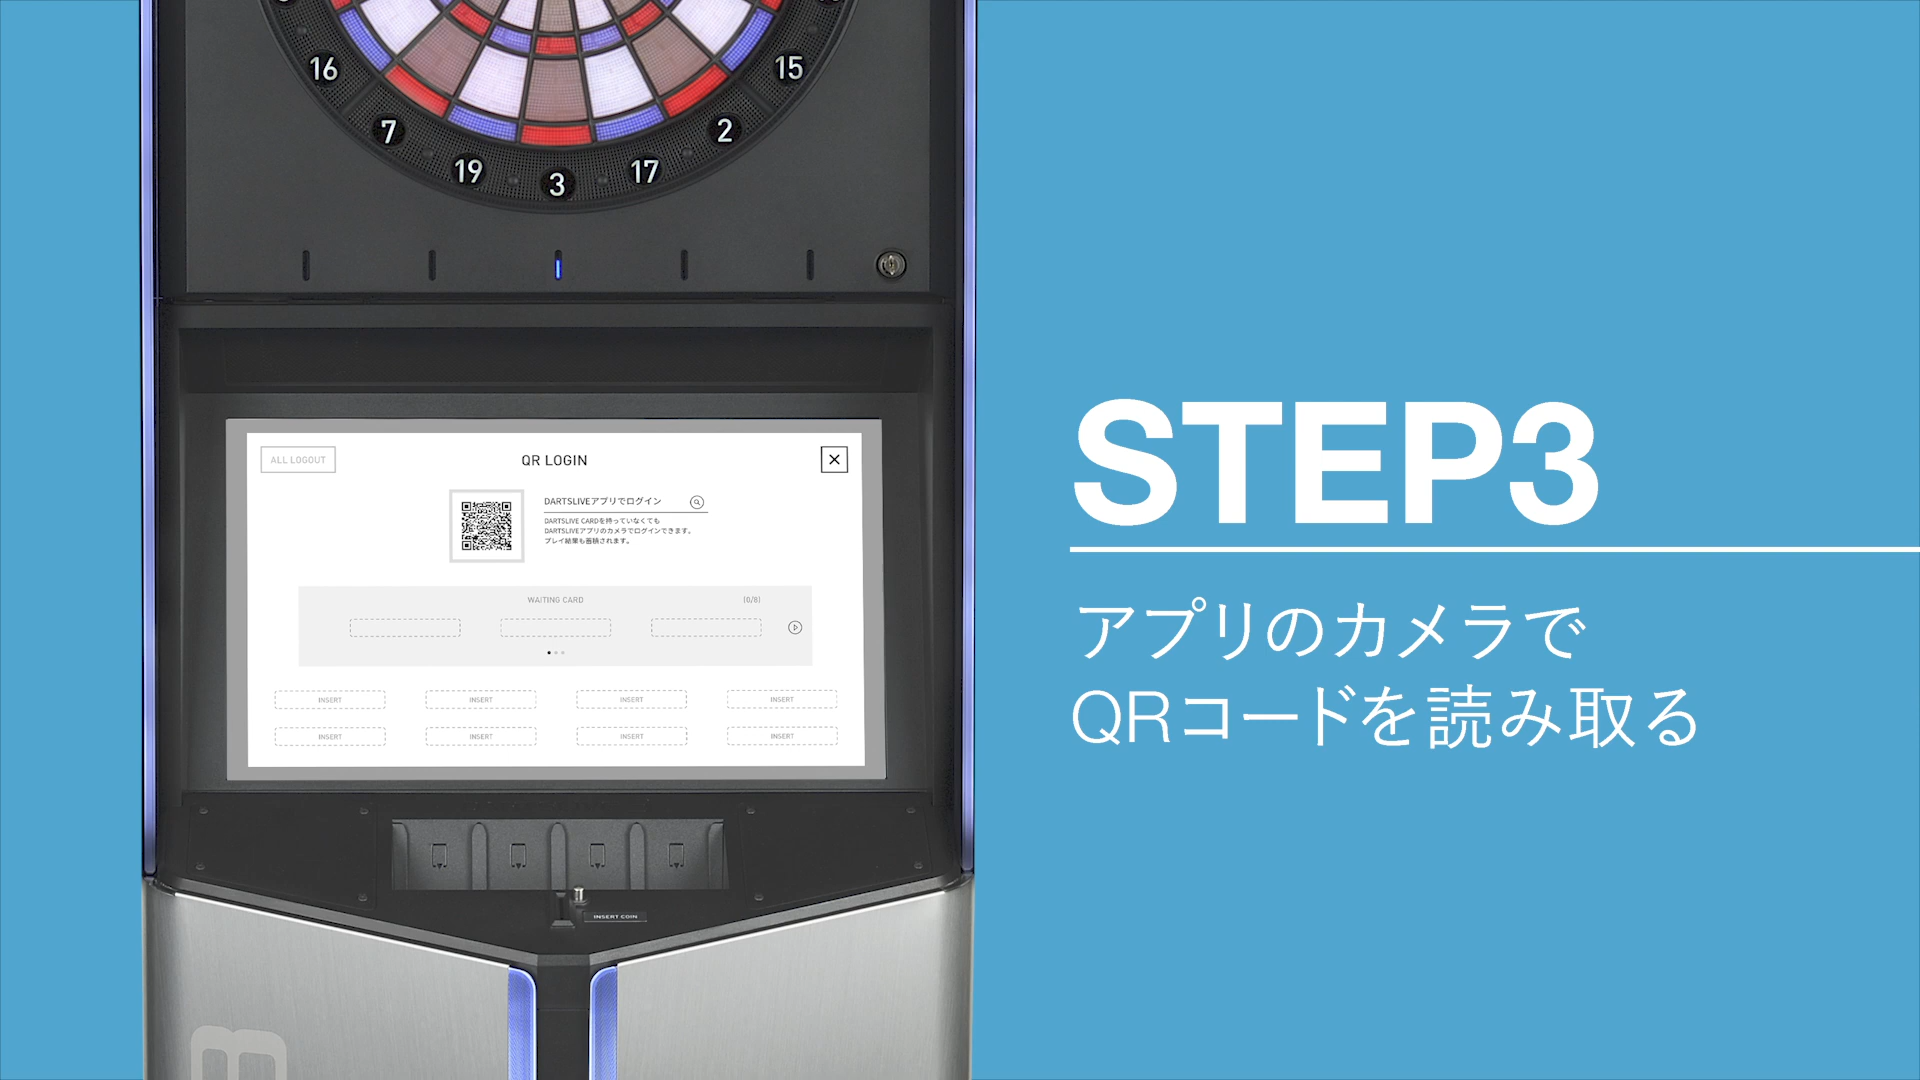 16
15
7
2
19
17
3
ALL LOGOUT
QR LOGIN
DARTSLIVEアプリでログイン
DARTSLIVE CARDを持っていなくても
DARTSLIVEアプリのカメラでログインできます。
プレイ結果も蓄積されます。
WAITING CARD
[0/8]
INSERT
INSERT
INSERT
INSERT
INSERT
INSERT
INSERT
INSERT
INSERT COIN
STEP3
アプリのカメラで
QRコードを読み取る